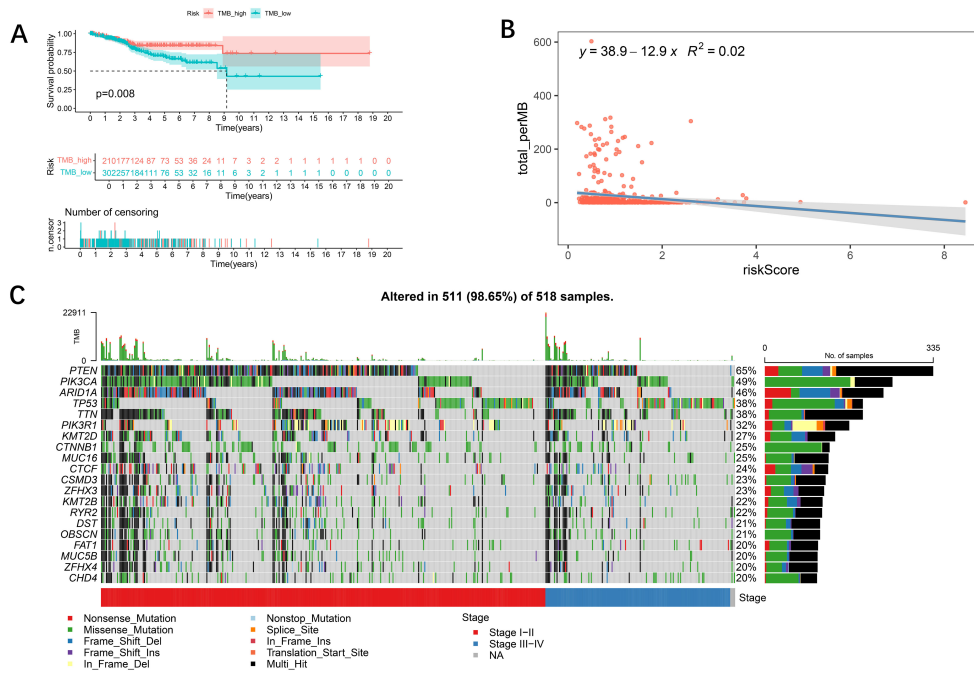 A
Risk TMB_high TMB_low
Survival probability
1.00
0.75
0.50
0.25
0.00
p=0.008
0 1 2 3 4 5 6 7 8 9 10 11 12 13 14 15 16 17 18 19 20
Time(years)
Risk
TMB_high 210 177 124 87 73 53 36 24 11 7 3 2 2 1 1 1 1 1 1 0 0
TMB_low 302 257 184 111 76 53 32 16 11 6 3 2 1 1 1 1 0 0 0 0 0
0 1 2 3 4 5 6 7 8 9 10 11 12 13 14 15 16 17 18 19 20
Time(years)
Number of censoring
n.censor
3
2
1
0
0 1 2 3 4 5 6 7 8 9 10 11 12 13 14 15 16 17 18 19 20
Time(years)
B
y = 38.9 − 12.9 x R² = 0.02
total_perMB
600
400
200
0
0 2 4 6 8
riskScore
C
Altered in 511 (98.65%) of 518 samples.
22911
TMB
0
0 335
No. of samples
PTEN 65%
PIK3CA 49%
ARID1A 46%
TP53 38%
TTN 38%
PIK3R1 32%
KMT2D 27%
CTNNB1 25%
MUC16 25%
CTCF 24%
CSMD3 23%
ZFHX3 23%
KMT2B 22%
RYR2 22%
DST 21%
OBSCN 21%
FAT1 20%
MUC5B 20%
ZFHX4 20%
CHD4 20%
Stage
Nonsense_Mutation
Missense_Mutation
Frame_Shift_Del
Frame_Shift_Ins
In_Frame_Del
Nonstop_Mutation
Splice_Site
In_Frame_Ins
Translation_Start_Site
Multi_Hit
Stage
Stage I−II
Stage III−IV
NA